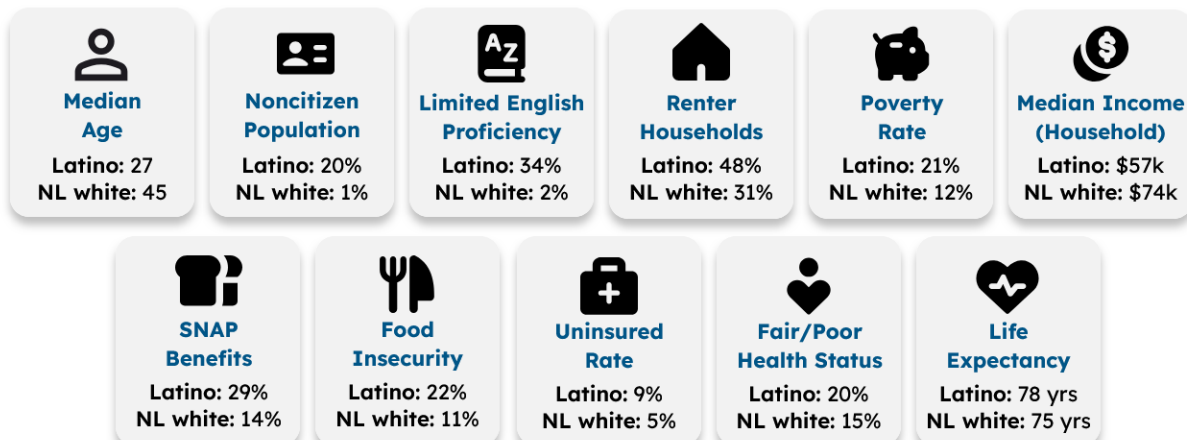 Median
Age
Latino: 27
NL white: 45
Noncitizen
Population
Latino: 20%
NL white: 1%
AZ
Limited English
Proficiency
Latino: 34%
NL white: 2%
Renter
Households
Latino: 48%
NL white: 31%
Poverty
Rate
Latino: 21%
NL white: 12%
$
Median Income
(Household)
Latino: $57k
NL white: $74k
SNAP
Benefits
Latino: 29%
NL white: 14%
Food
Insecurity
Latino: 22%
NL white: 11%
Uninsured
Rate
Latino: 9%
NL white: 5%
Fair/Poor
Health Status
Latino: 20%
NL white: 15%
Life
Expectancy
Latino: 78 yrs
NL white: 75 yrs